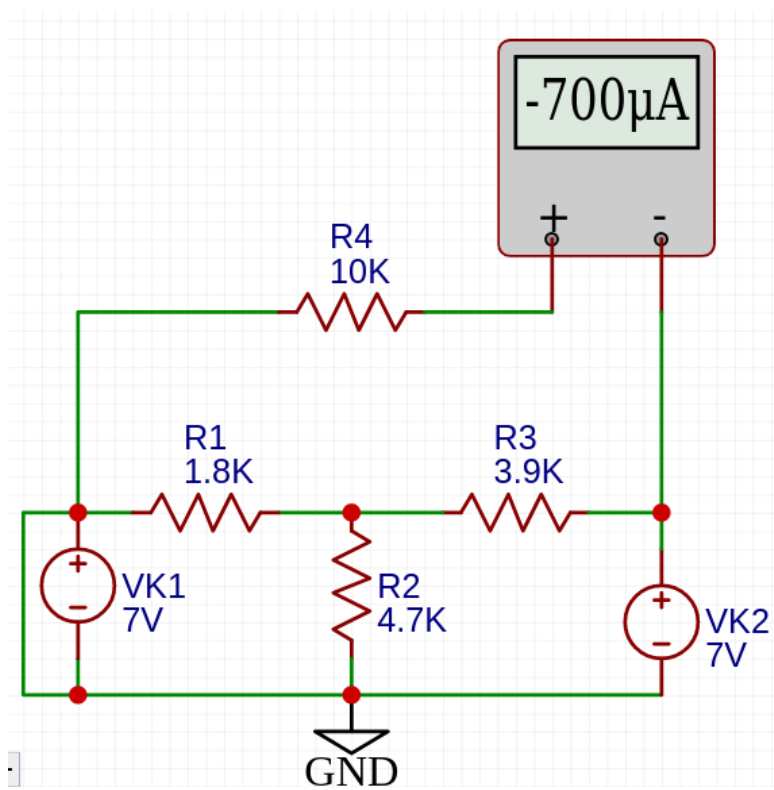 -700µA
+ -
R4
10K
R1
1.8K
R3
3.9K
+
-
VK1
7V
R2
4.7K
+
-
VK2
7V
GND